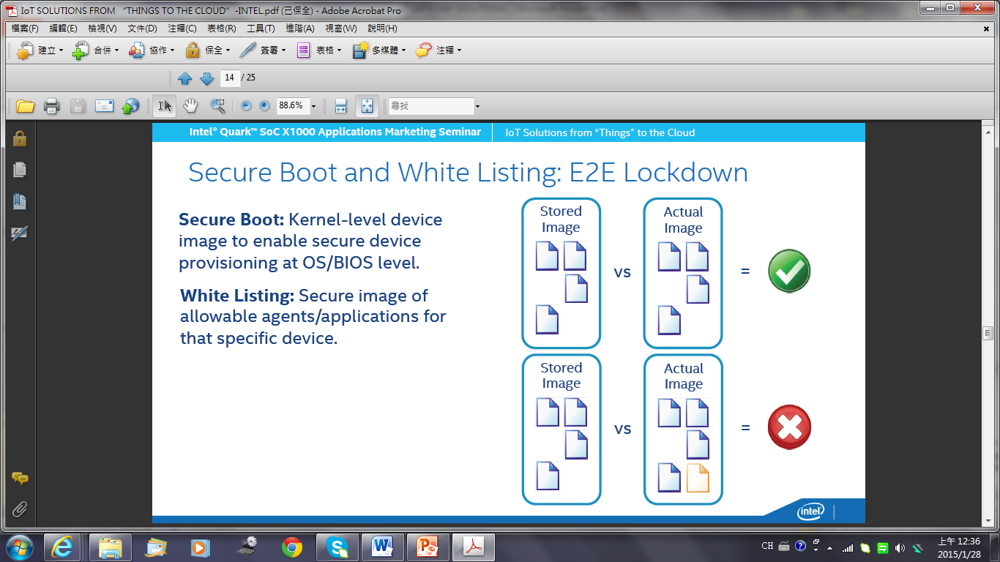 IoT SOLUTIONS FROM “THINGS TO THE CLOUD” -INTEL.pdf (已保全) - Adobe Acrobat Pro
檔案(F) 編輯(E) 檢視(V) 文件(D) 注釋(C) 表格(R) 工具(T) 進階(A) 視窗(W) 說明(H)
建立 合併 協作 保全 簽署 表格 多媒體 注釋
14 / 25
88.6% 尋找
Intel® Quark™ SoC X1000 Applications Marketing Seminar IoT Solutions from “Things” to the Cloud
Secure Boot and White Listing: E2E Lockdown
Secure Boot: Kernel-level device
image to enable secure device
provisioning at OS/BIOS level.
White Listing: Secure image of
allowable agents/applications for
that specific device.
Stored
Image
vs
Actual
Image
=
Stored
Image
vs
Actual
Image
=
intel
CH
上午 12:36
2015/1/28